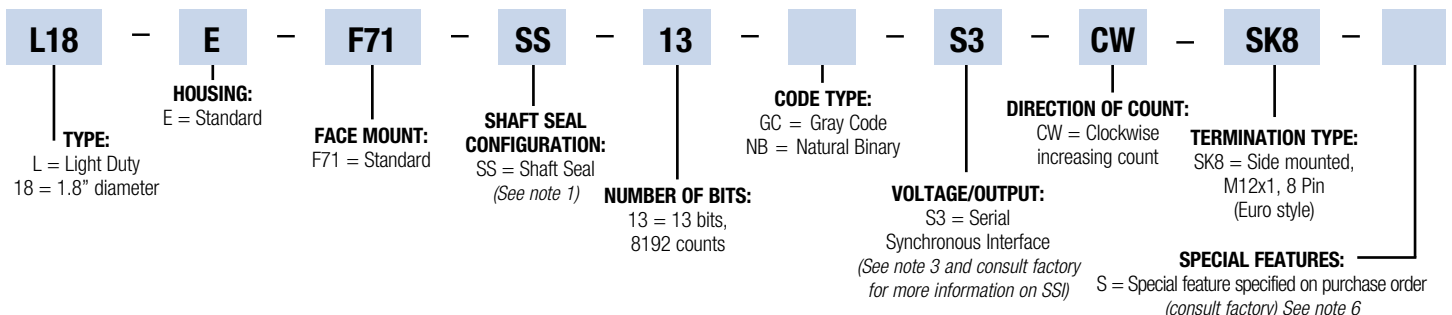 L18 – E – F71 – SS – 13 – – S3 – CW – SK8 –
TYPE:
L = Light Duty
18 = 1.8” diameter
HOUSING:
E = Standard
FACE MOUNT:
F71 = Standard
SHAFT SEAL
CONFIGURATION:
SS = Shaft Seal
(See note 1)
NUMBER OF BITS:
13 = 13 bits,
8192 counts
CODE TYPE:
GC = Gray Code
NB = Natural Binary
VOLTAGE/OUTPUT:
S3 = Serial
Synchronous Interface
(See note 3 and consult factory
for more information on SSI)
DIRECTION OF COUNT:
CW = Clockwise
increasing count
TERMINATION TYPE:
SK8 = Side mounted,
M12x1, 8 Pin
(Euro style)
SPECIAL FEATURES:
S = Special feature specified on purchase order
(consult factory) See note 6